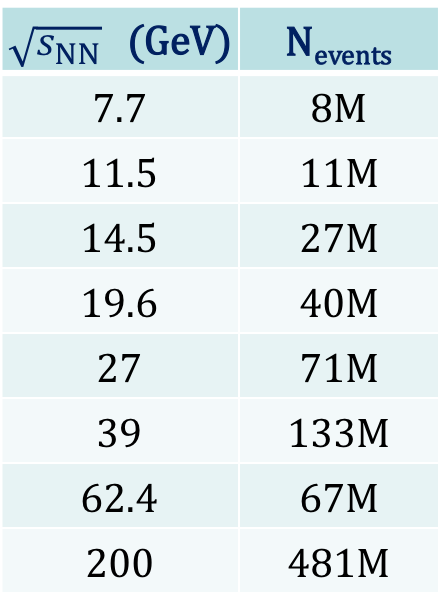 √sNN (GeV) Nevents
7.7 8M
11.5 11M
14.5 27M
19.6 40M
27 71M
39 133M
62.4 67M
200 481M